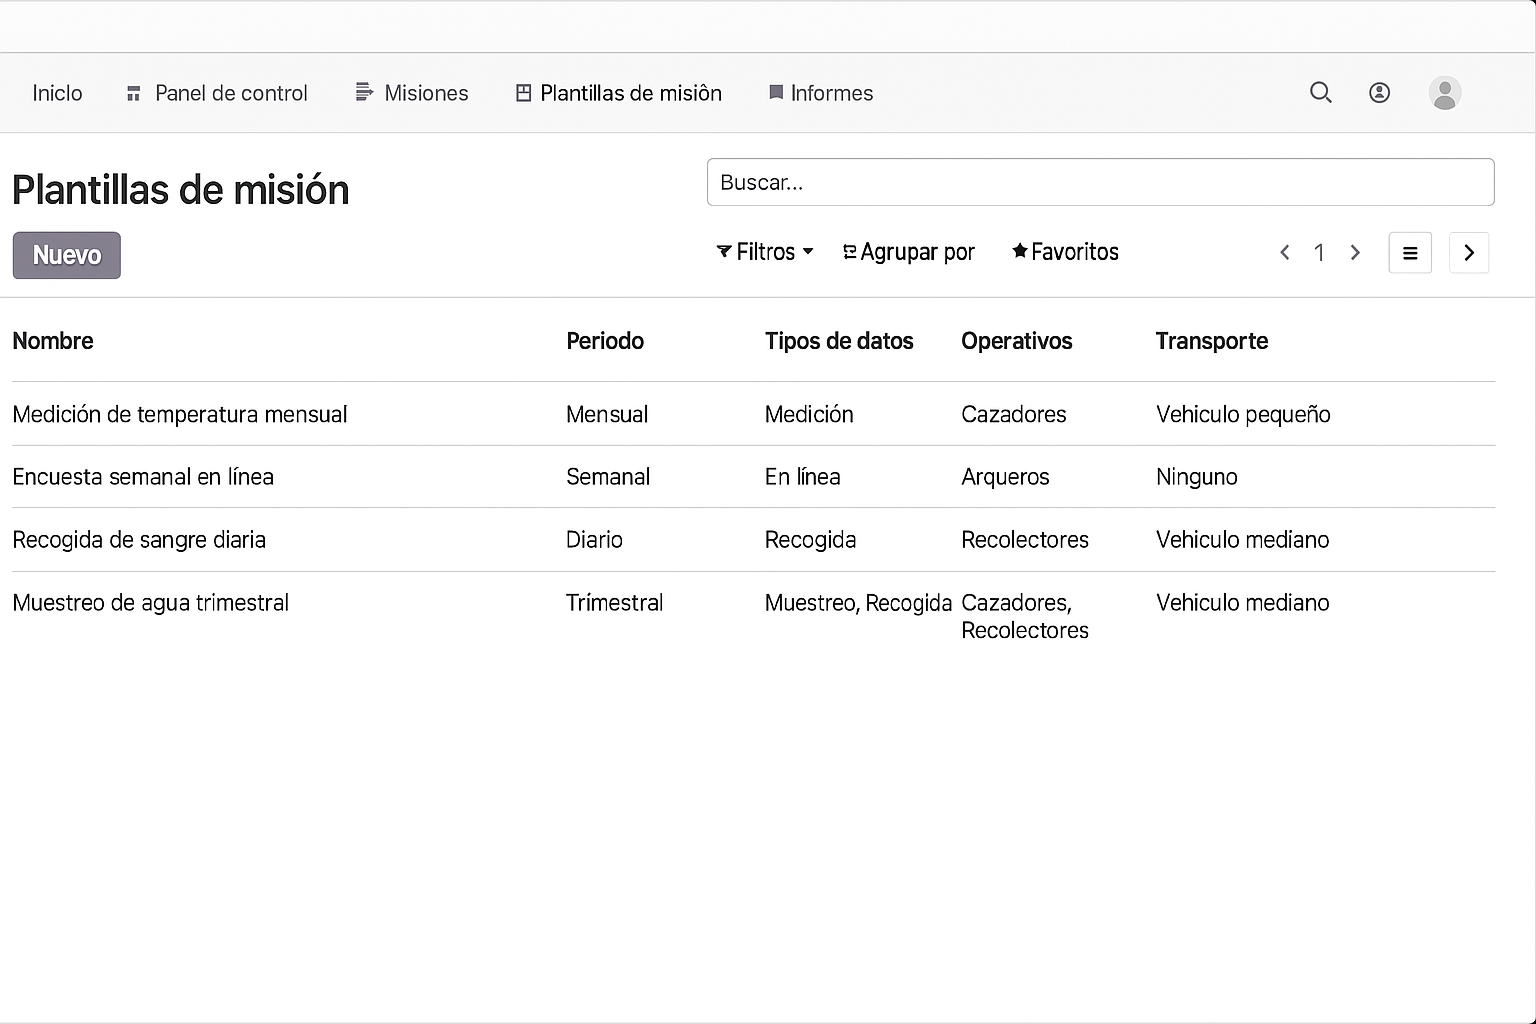 Iniclo Panel de control Misiones Plantillas de misiôn Informes
Plantillas de misión
Buscar...
Nuevo
Filtros Agrupar por Favoritos 1
Nombre Periodo Tipos de datos Operativos Transporte
Medición de temperatura mensual Mensual Medición Cazadores Vehiculo pequeño
Encuesta semanal en línea Semanal En línea Arqueros Ninguno
Recogida de sangre diaria Diario Recogida Recolectores Vehiculo mediano
Muestreo de agua trimestral Trímestral Muestreo, Recogida Cazadores, Vehiculo mediano
Recolectores